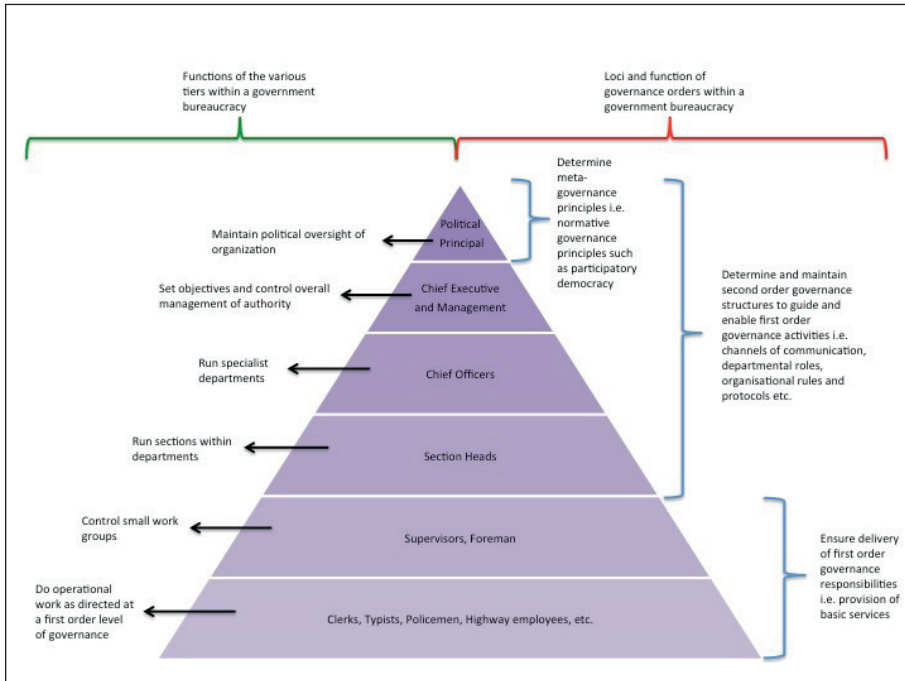 Functions of the various
tiers within a government
bureaucracy
Loci and function of
governance orders within a
government bureaucracy
Determine
meta-
governance
principles i.e.
normative
governance
principles such
as participatory
democracy
Political
Principal
Maintain political oversight of
organization
Set objectives and control overall
management of authority
Chief Executive
and Management
Determine and maintain
second order governance
structures to guide and
enable first order
governance activities i.e.
channels of communication,
departmental roles,
organisational rules and
protocols etc.
Run specialist
departments
Chief Officers
Run sections within
departments
Section Heads
Control small work
groups
Supervisors, Foreman
Ensure delivery
of first order
governance
responsibilities
i.e. provision of
basic services
Do operational
work as directed at
a first order level
of governance
Clerks, Typists, Policemen, Highway employees, etc.